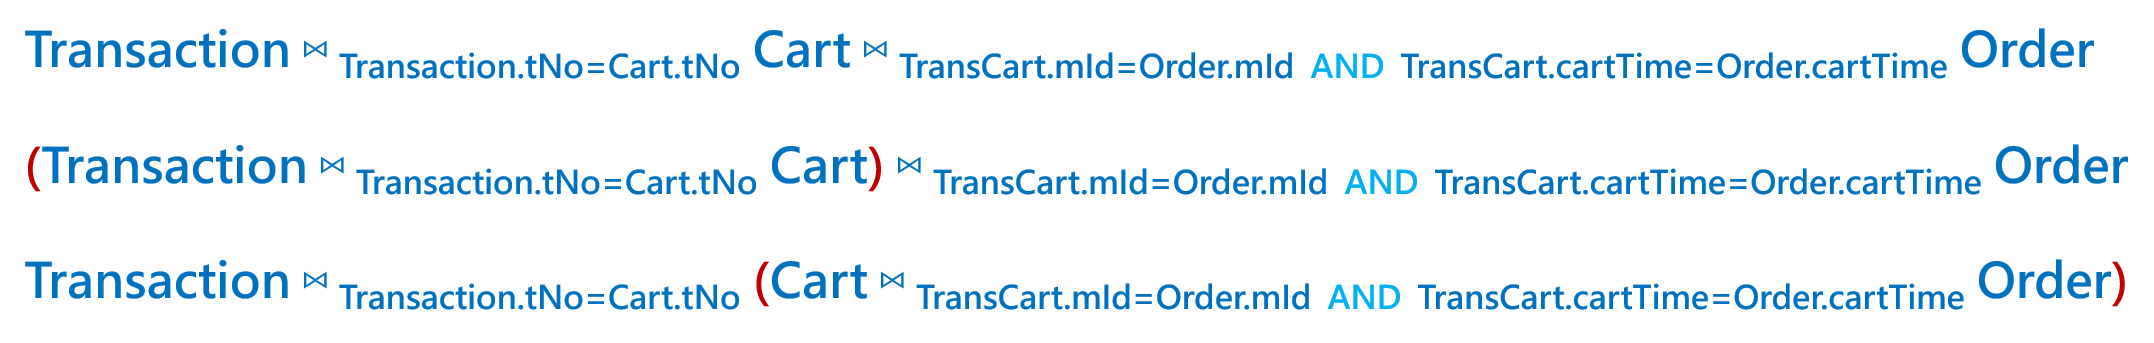 Transaction ⋈ Transaction.tNo=Cart.tNo Cart ⋈ TransCart.mId=Order.mId AND TransCart.cartTime=Order.cartTime Order
(Transaction ⋈ Transaction.tNo=Cart.tNo Cart) ⋈ TransCart.mId=Order.mId AND TransCart.cartTime=Order.cartTime Order
Transaction ⋈ Transaction.tNo=Cart.tNo (Cart ⋈ TransCart.mId=Order.mId AND TransCart.cartTime=Order.cartTime Order)